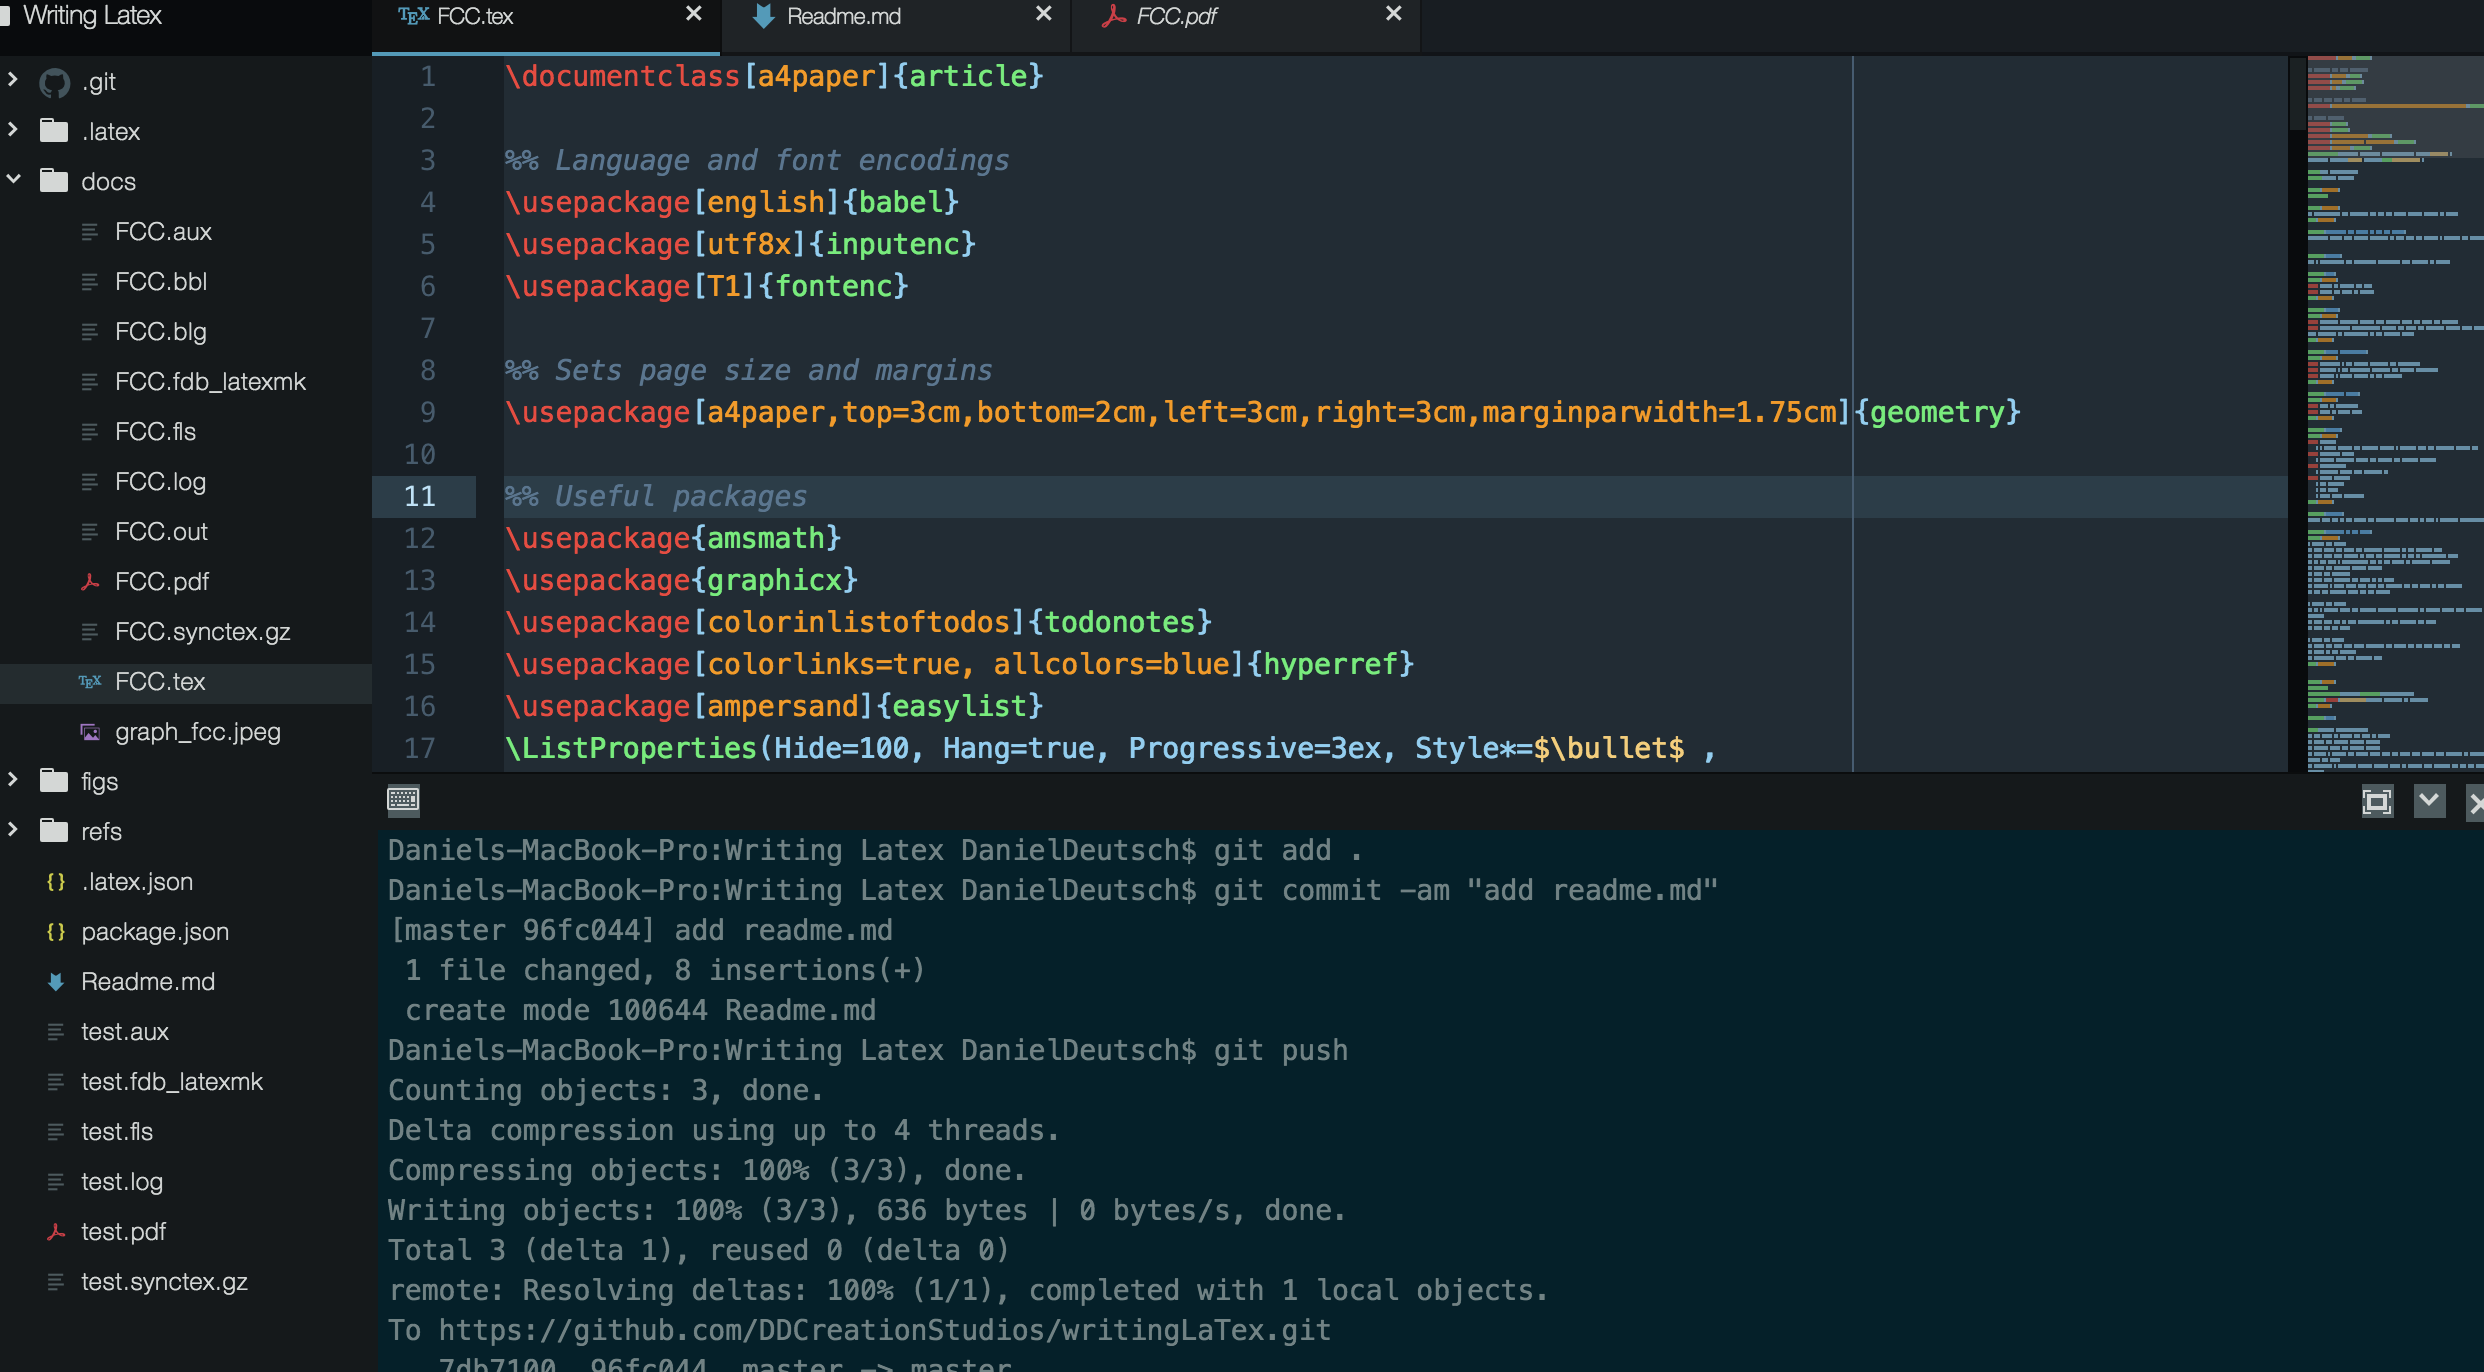 Writing Latex
.git
.latex
docs
FCC.aux
FCC.bbl
FCC.blg
FCC.fdb_latexmk
FCC.fls
FCC.log
FCC.out
FCC.pdf
FCC.synctex.gz
TEX FCC.tex
graph_fcc.jpeg
figs
refs
{} .latex.json
{} package.json
Readme.md
test.aux
test.fdb_latexmk
test.fls
test.log
test.pdf
test.synctex.gz
TEX FCC.tex × Readme.md × FCC.pdf ×
1 \documentclass[a4paper]{article}
2
3 %% Language and font encodings
4 \usepackage[english]{babel}
5 \usepackage[utf8x]{inputenc}
6 \usepackage[T1]{fontenc}
7
8 %% Sets page size and margins
9 \usepackage[a4paper,top=3cm,bottom=2cm,left=3cm,right=3cm,marginparwidth=1.75cm]{geometry}
10
11 %% Useful packages
12 \usepackage{amsmath}
13 \usepackage{graphicx}
14 \usepackage[colorinlistoftodos]{todonotes}
15 \usepackage[colorlinks=true, allcolors=blue]{hyperref}
16 \usepackage[ampersand]{easylist}
17 \ListProperties(Hide=100, Hang=true, Progressive=3ex, Style*=$\bullet$ ,
Daniels-MacBook-Pro:Writing Latex DanielDeutsch$ git add .
Daniels-MacBook-Pro:Writing Latex DanielDeutsch$ git commit -am "add readme.md"
[master 96fc044] add readme.md
1 file changed, 8 insertions(+)
create mode 100644 Readme.md
Daniels-MacBook-Pro:Writing Latex DanielDeutsch$ git push
Counting objects: 3, done.
Delta compression using up to 4 threads.
Compressing objects: 100% (3/3), done.
Writing objects: 100% (3/3), 636 bytes | 0 bytes/s, done.
Total 3 (delta 1), reused 0 (delta 0)
remote: Resolving deltas: 100% (1/1), completed with 1 local objects.
To https://github.com/DDCreationStudios/writingLaTex.git
7db7100..96fc044 master -> master